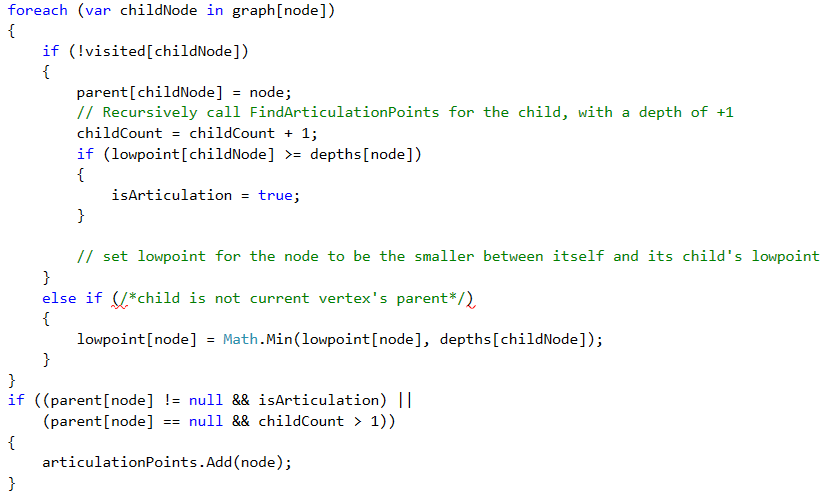 foreach (var childNode in graph[node])
{
    if (!visited[childNode])
    {
        parent[childNode] = node;
        // Recursively call FindArticulationPoints for the child, with a depth of +1
        childCount = childCount + 1;
        if (lowpoint[childNode] >= depths[node])
        {
            isArticulation = true;
        }

        // set lowpoint for the node to be the smaller between itself and its child's lowpoint
    }
    else if (/*child is not current vertex's parent*/)
    {
        lowpoint[node] = Math.Min(lowpoint[node], depths[childNode]);
    }
}
if ((parent[node] != null && isArticulation) ||
    (parent[node] == null && childCount > 1))
{
    articulationPoints.Add(node);
}